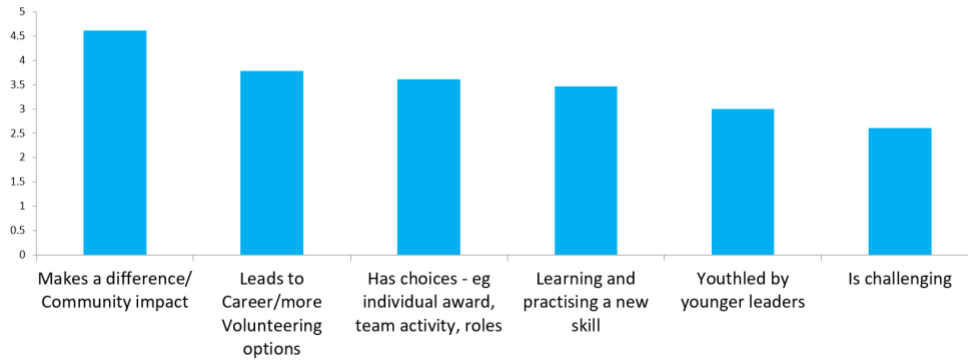 5
4.5
4
3.5
3
2.5
2
1.5
1
0.5
0
Makes a difference/
Community impact
Leads to
Career/more
Volunteering
options
Has choices - eg
individual award,
team activity, roles
Learning and
practising a new
skill
Youthled by
younger leaders
Is challenging